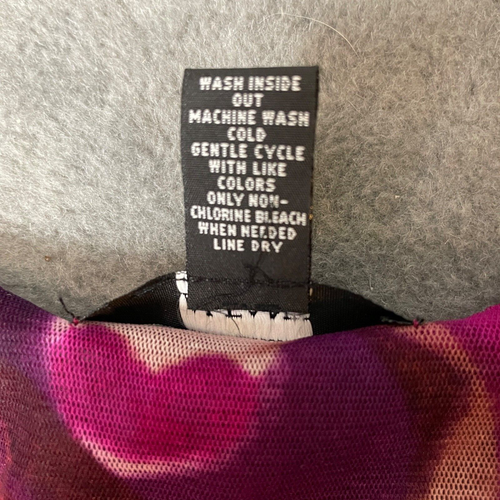 WASH INSIDE
OUT
MACHINE WASH
COLD
GENTLE CYCLE
WITH LIKE
COLORS
ONLY NON-
CHLORINE BLEACH
WHEN NEEDED
LINE DRY